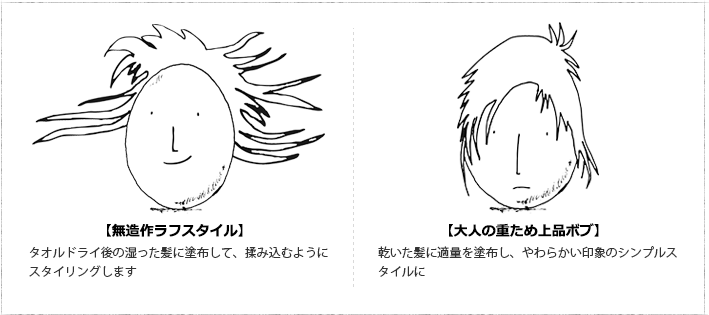 【無造作ラフスタイル】
タオルドライ後の湿った髪に塗布して、揉み込むように
スタイリングします
【大人の重ため上品ボブ】
乾いた髪に適量を塗布し、やわらかい印象のシンプルス
タイルに